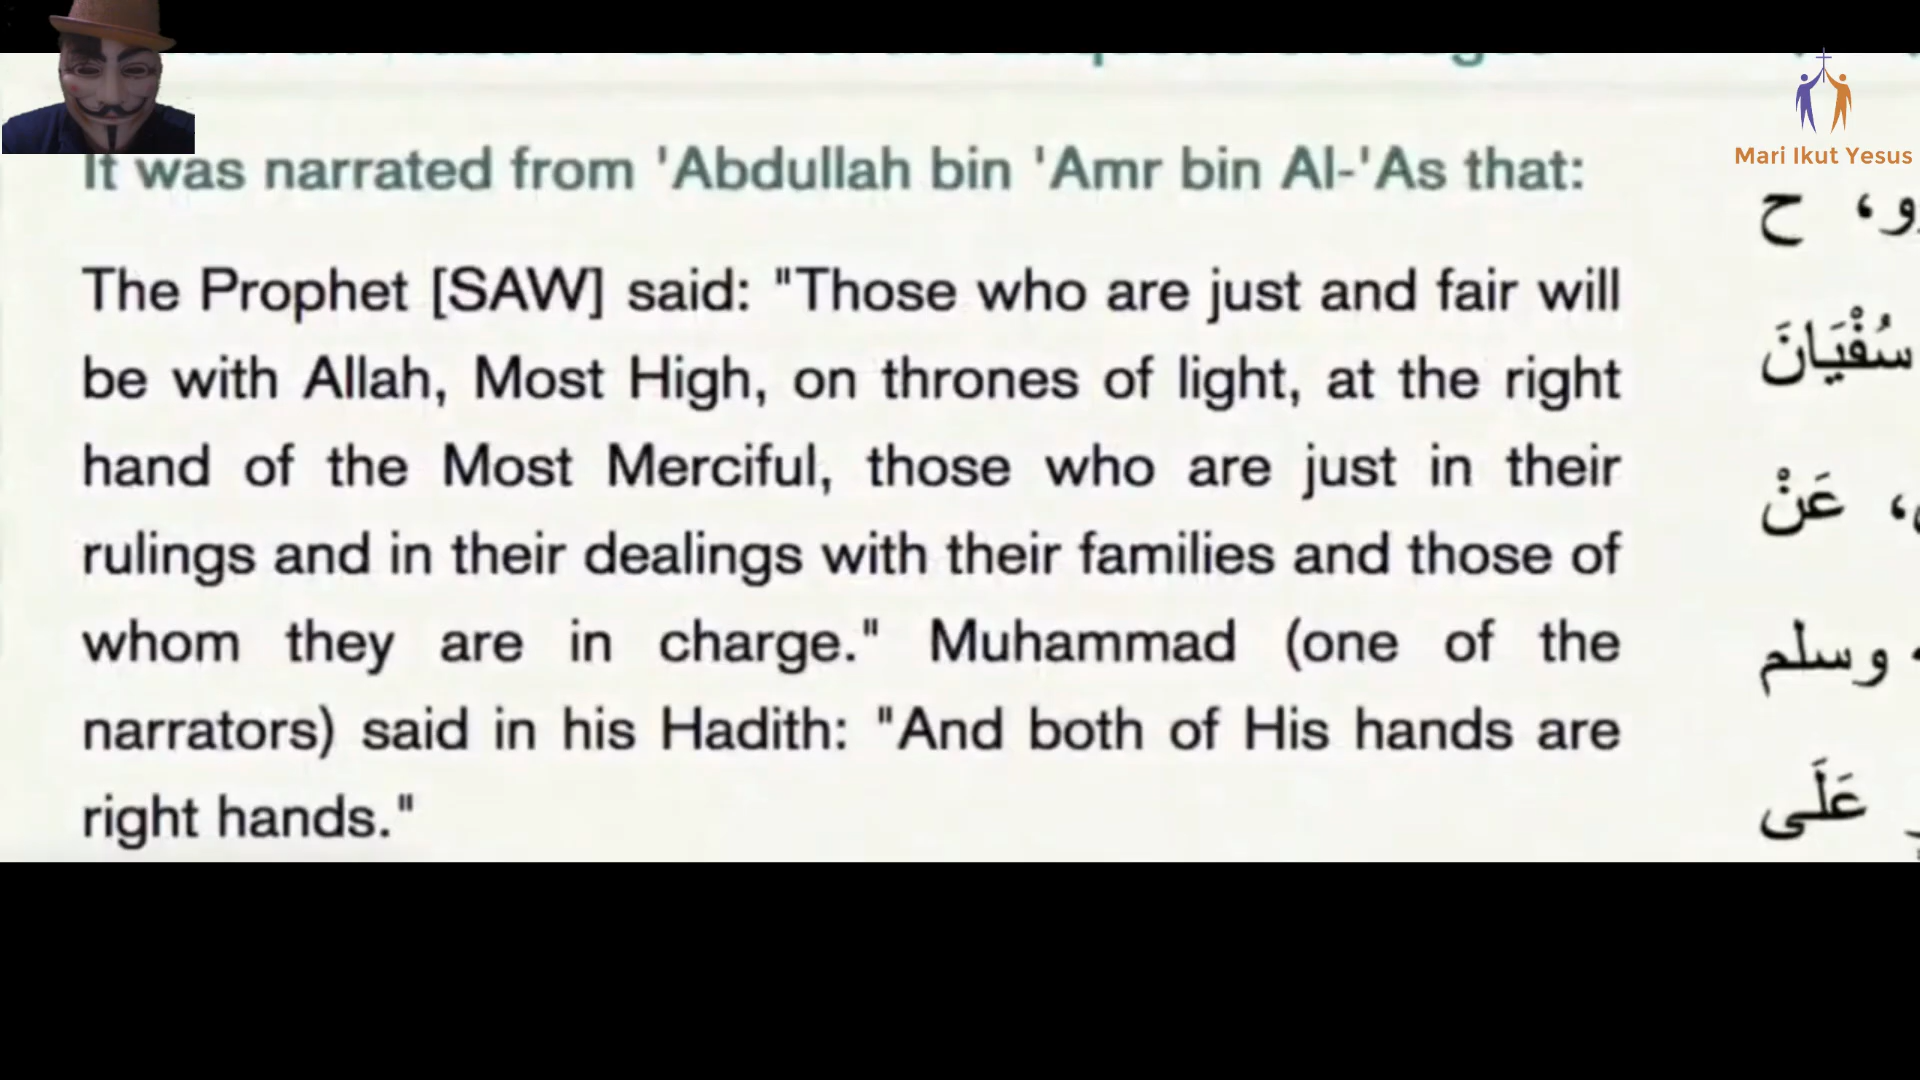 Mari Ikut Yesus
It was narrated from 'Abdullah bin 'Amr bin Al-'As that:
The Prophet [SAW] said: "Those who are just and fair will
be with Allah, Most High, on thrones of light, at the right
hand of the Most Merciful, those who are just in their
rulings and in their dealings with their families and those of
whom they are in charge." Muhammad (one of the
narrators) said in his Hadith: "And both of His hands are
right hands."
ح
سُفْيَانَ
عَنْ
وسلم
عَلَى